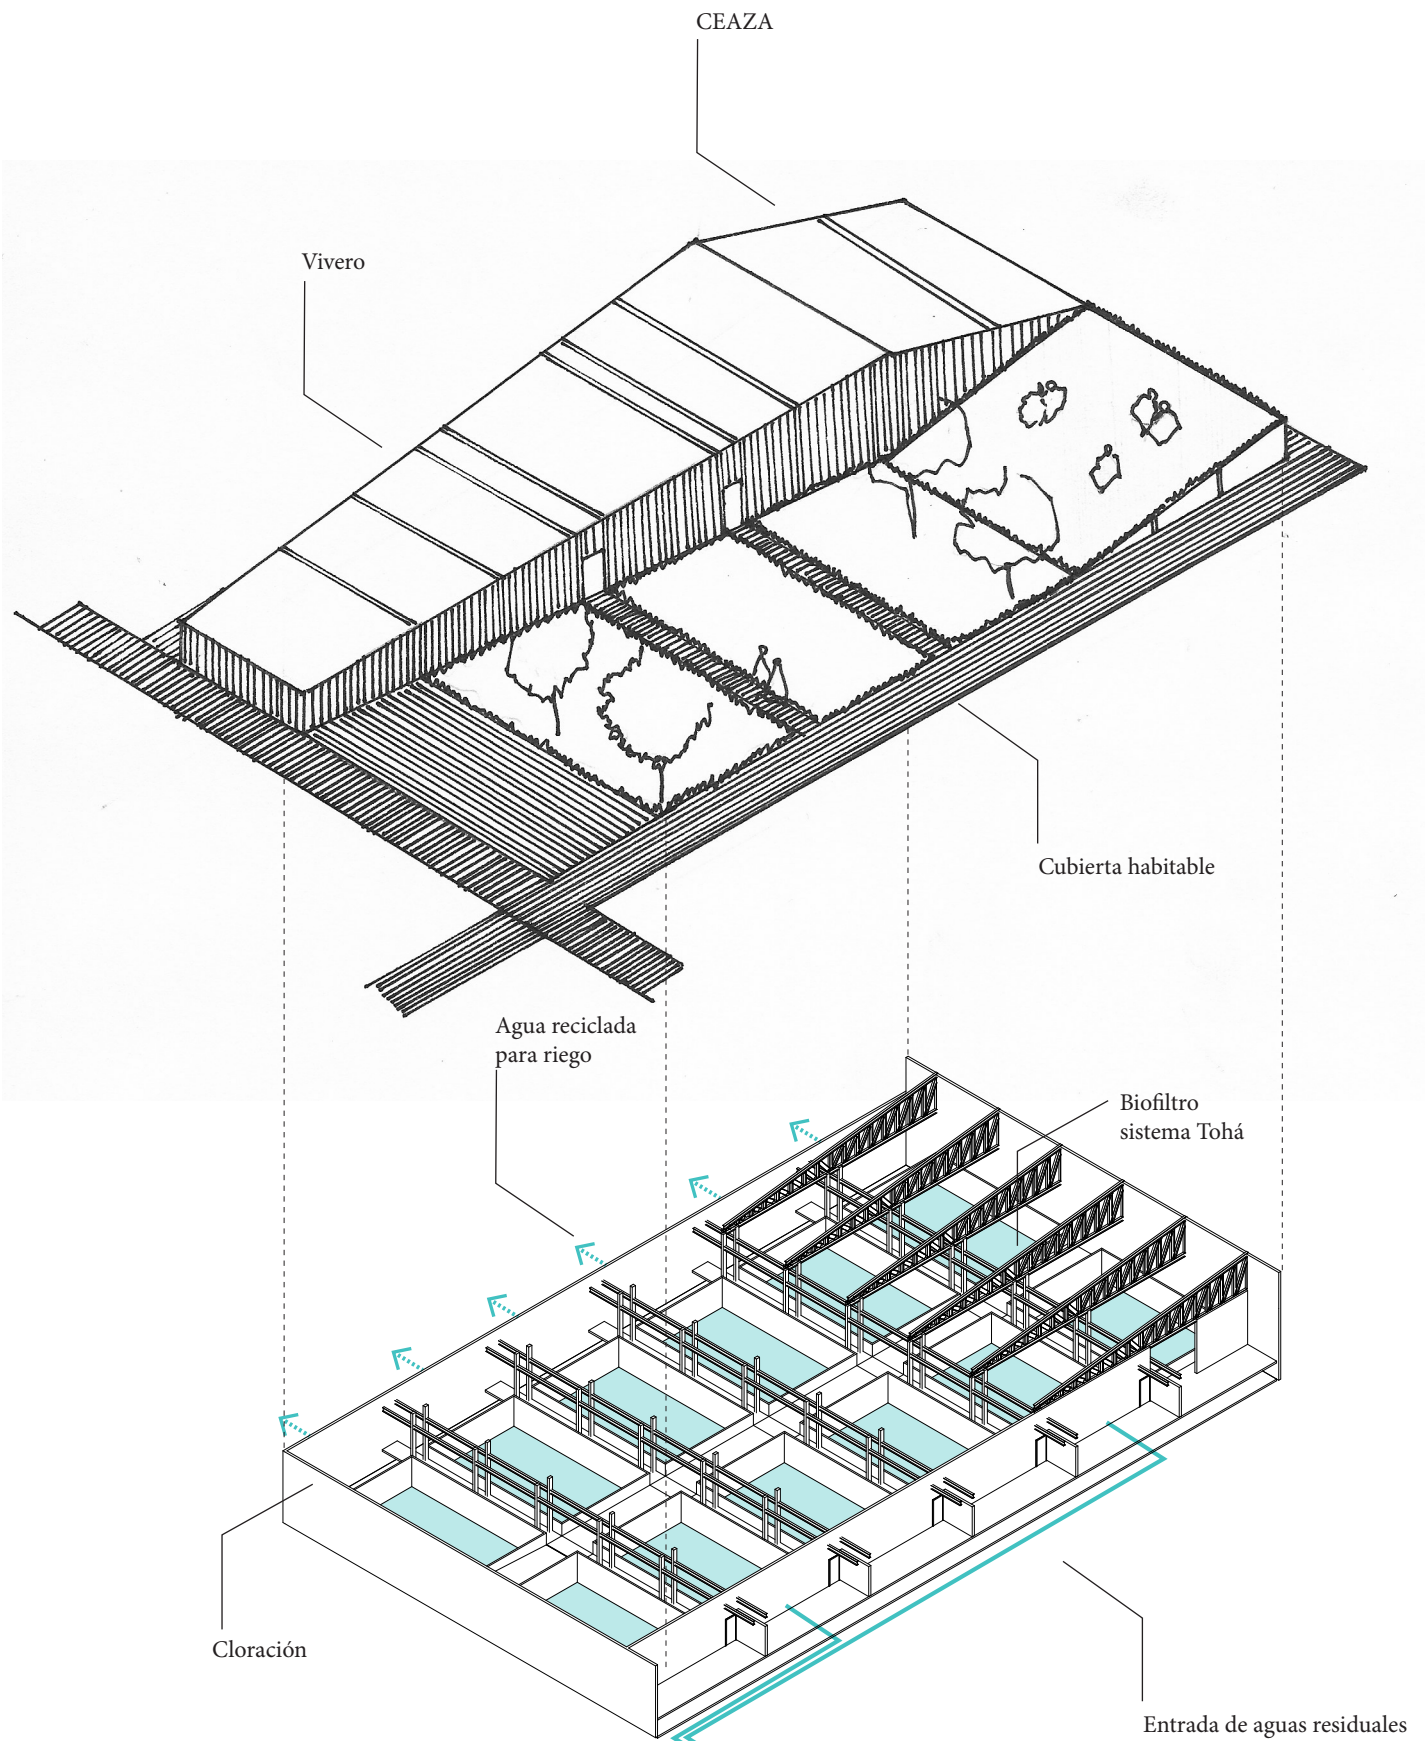 CEAZA
Vivero
Cubierta habitable
Agua reciclada
para riego
Biofiltro
sistema Tohá
Cloración
Entrada de aguas residuales